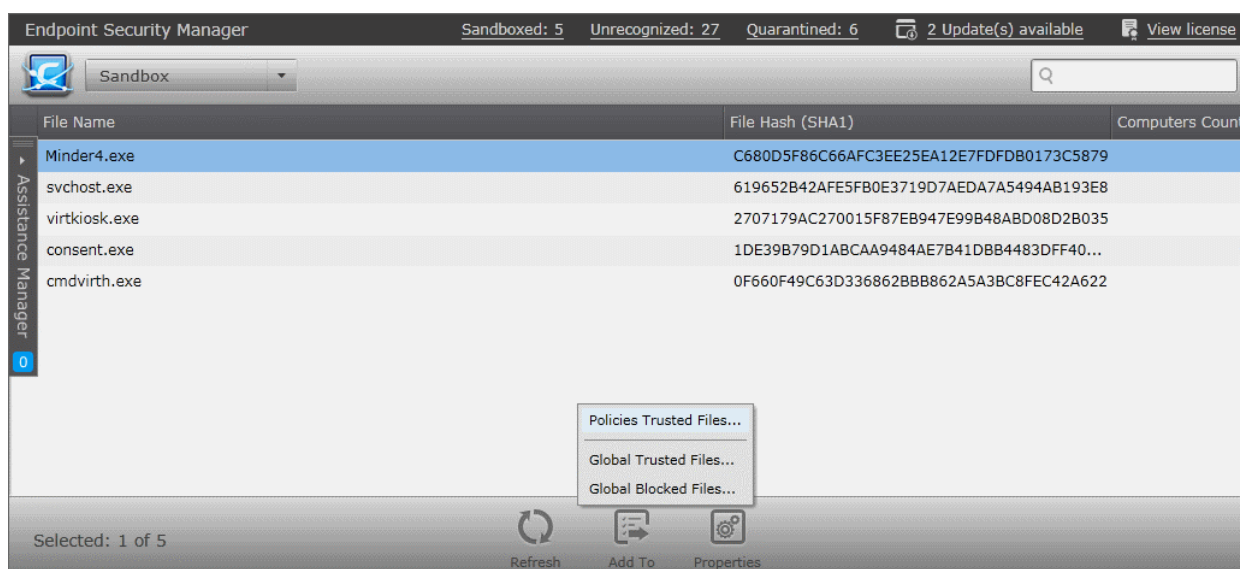 Endpoint Security Manager Sandboxed: 5 Unrecognized: 27 Quarantined: 6 2 Update(s) available View license
Sandbox
File Name File Hash (SHA1) Computers Count
Minder4.exe C680D5F86C66AFC3EE25EA12E7FDFDB0173C5879
svchost.exe 619652B42AFE5FB0E3719D7AEDA7A5494AB193E8
virtkiosk.exe 2707179AC270015F87EB947E99B48ABD08D2B035
consent.exe 1DE39B79D1ABCAA9484AE7B41DBB4483DFF40...
cmdvirth.exe 0F660F49C63D336862BBB862A5A3BC8FEC42A622
Assistance Manager
0
Policies Trusted Files...
Global Trusted Files...
Global Blocked Files...
Selected: 1 of 5
Refresh Add To Properties